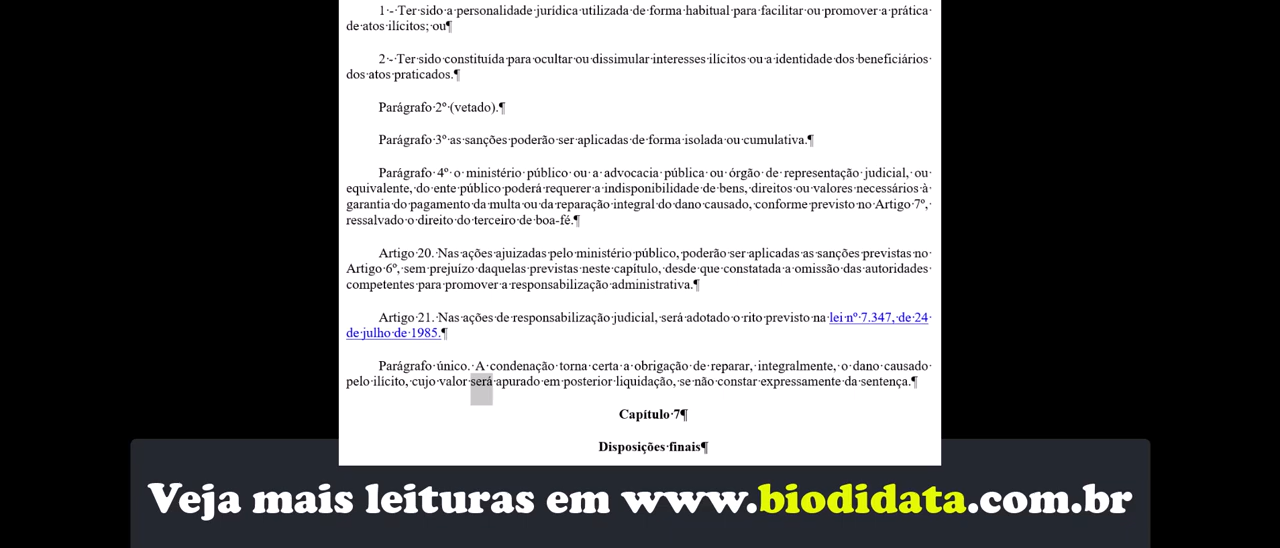 1 - Ter sido a personalidade jurídica utilizada de forma habitual para facilitar ou promover a prática
de atos ilícitos; ou¶
2 - Ter sido constituída para ocultar ou dissimular interesses ilícitos ou a identidade dos beneficiários
dos atos praticados.¶
Parágrafo 2º (vetado).¶
Parágrafo 3º as sanções poderão ser aplicadas de forma isolada ou cumulativa.¶
Parágrafo 4º o ministério público ou a advocacia pública ou órgão de representação judicial, ou
equivalente, do ente público poderá requerer a indisponibilidade de bens, direitos ou valores necessários à
garantia do pagamento da multa ou da reparação integral do dano causado, conforme previsto no Artigo 7º,
ressalvado o direito do terceiro de boa-fé.¶
Artigo 20. Nas ações ajuizadas pelo ministério público, poderão ser aplicadas as sanções previstas no
Artigo 6º, sem prejuízo daquelas previstas neste capítulo, desde que constatada a omissão das autoridades
competentes para promover a responsabilização administrativa.¶
Artigo 21. Nas ações de responsabilização judicial, será adotado o rito previsto na lei nº 7.347, de 24
de julho de 1985.¶
Parágrafo único. A condenação torna certa a obrigação de reparar, integralmente, o dano causado
pelo ilícito, cujo valor será apurado em posterior liquidação, se não constar expressamente da sentença.¶
Capítulo 7¶
Disposições finais¶
Veja mais leituras em www.biodidata.com.br